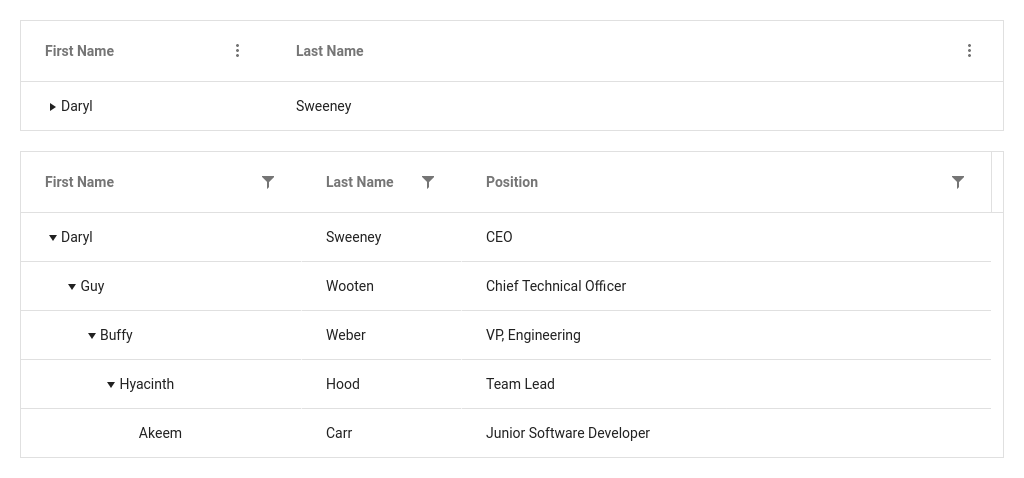 First Name Last Name
Daryl Sweeney
First Name Last Name Position
Daryl Sweeney CEO
Guy Wooten Chief Technical Officer
Buffy Weber VP, Engineering
Hyacinth Hood Team Lead
Akeem Carr Junior Software Developer